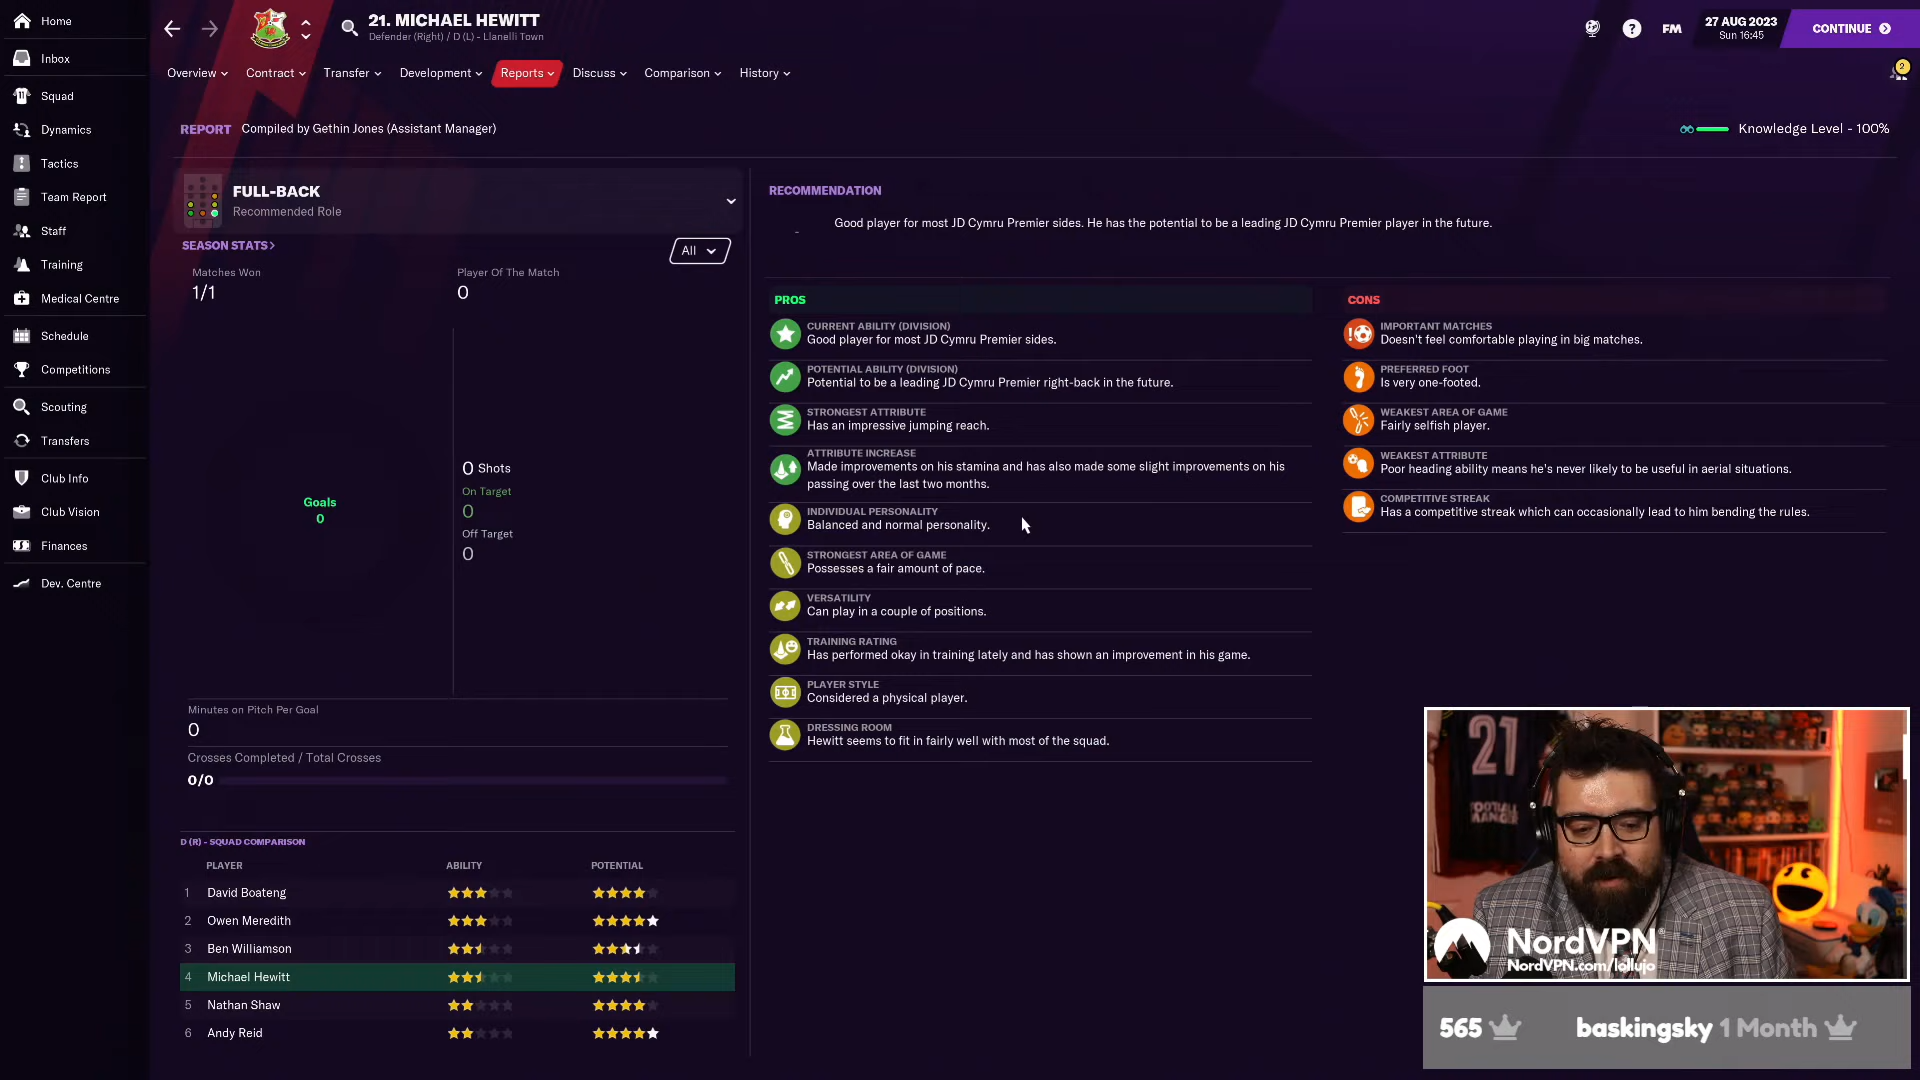 Home
Inbox
Squad
Dynamics
Tactics
Team Report
Staff
Training
Medical Centre
Schedule
Competitions
Scouting
Transfers
Club Info
Club Vision
Finances
Dev. Centre
21. MICHAEL HEWITT
Defender (Right) / D (L) - Llanelli Town
FM
27 AUG 2023
Sun 16:45
CONTINUE
2
Overview
Contract
Transfer
Development
Reports
Discuss
Comparison
History
REPORT Compiled by Gethin Jones (Assistant Manager)
Knowledge Level - 100%
FULL-BACK
Recommended Role
SEASON STATS>
All
Matches Won
1/1
Player Of The Match
0
Goals
0
0 Shots
On Target
0
Off Target
0
Minutes on Pitch Per Goal
0
Crosses Completed / Total Crosses
0/0
D (R) - SQUAD COMPARISON
PLAYER ABILITY POTENTIAL
1 David Boateng
2 Owen Meredith
3 Ben Williamson
4 Michael Hewitt
5 Nathan Shaw
6 Andy Reid
RECOMMENDATION
Good player for most JD Cymru Premier sides. He has the potential to be a leading JD Cymru Premier player in the future.
-
PROS
CURRENT ABILITY (DIVISION)
Good player for most JD Cymru Premier sides.
POTENTIAL ABILITY (DIVISION)
Potential to be a leading JD Cymru Premier right-back in the future.
STRONGEST ATTRIBUTE
Has an impressive jumping reach.
ATTRIBUTE INCREASE
Made improvements on his stamina and has also made some slight improvements on his
passing over the last two months.
INDIVIDUAL PERSONALITY
Balanced and normal personality.
STRONGEST AREA OF GAME
Possesses a fair amount of pace.
VERSATILITY
Can play in a couple of positions.
TRAINING RATING
Has performed okay in training lately and has shown an improvement in his game.
PLAYER STYLE
Considered a physical player.
DRESSING ROOM
Hewitt seems to fit in fairly well with most of the squad.
CONS
IMPORTANT MATCHES
Doesn't feel comfortable playing in big matches.
PREFERRED FOOT
Is very one-footed.
WEAKEST AREA OF GAME
Fairly selfish player.
WEAKEST ATTRIBUTE
Poor heading ability means he's never likely to be useful in aerial situations.
COMPETITIVE STREAK
Has a competitive streak which can occasionally lead to him bending the rules.
21
FOOTBALL
NordVPN®
NordVPN.com/lollujo
565
baskingsky 1 Month